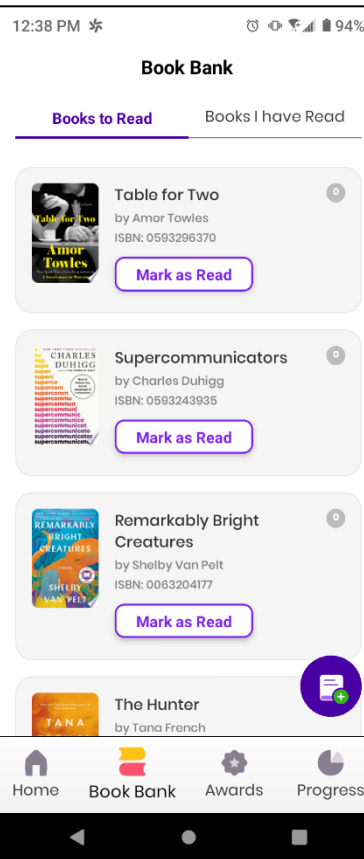 12:38 PM
94%
Book Bank
Books to Read
Books I have Read
Table for Two
Amor
Towles
Table for Two
0
by Amor Towles
ISBN: 0593296370
Mark as Read
CHARLES
DUHIGG
supercommunicator
Supercommunicators
0
by Charles Duhigg
ISBN: 0593243935
Mark as Read
REMARKABLY
BRIGHT
CREATURES
SHELBY
VAN PELT
Remarkably Bright
Creatures
0
by Shelby Van Pelt
ISBN: 0063204177
Mark as Read
TANA
The Hunter
by Tana French
Home
Book Bank
Awards
Progress